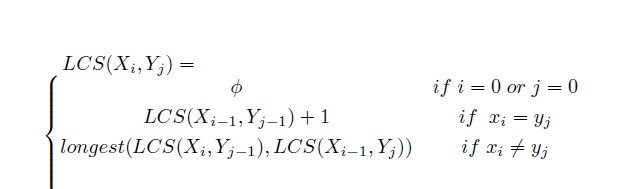 LCS(X_i, Y_j) =
ϕ if i = 0 or j = 0
LCS(X_{i−1}, Y_{j−1}) + 1 if x_i = y_j
longest(LCS(X_i, Y_{j−1}), LCS(X_{i−1}, Y_j)) if x_i ≠ y_j